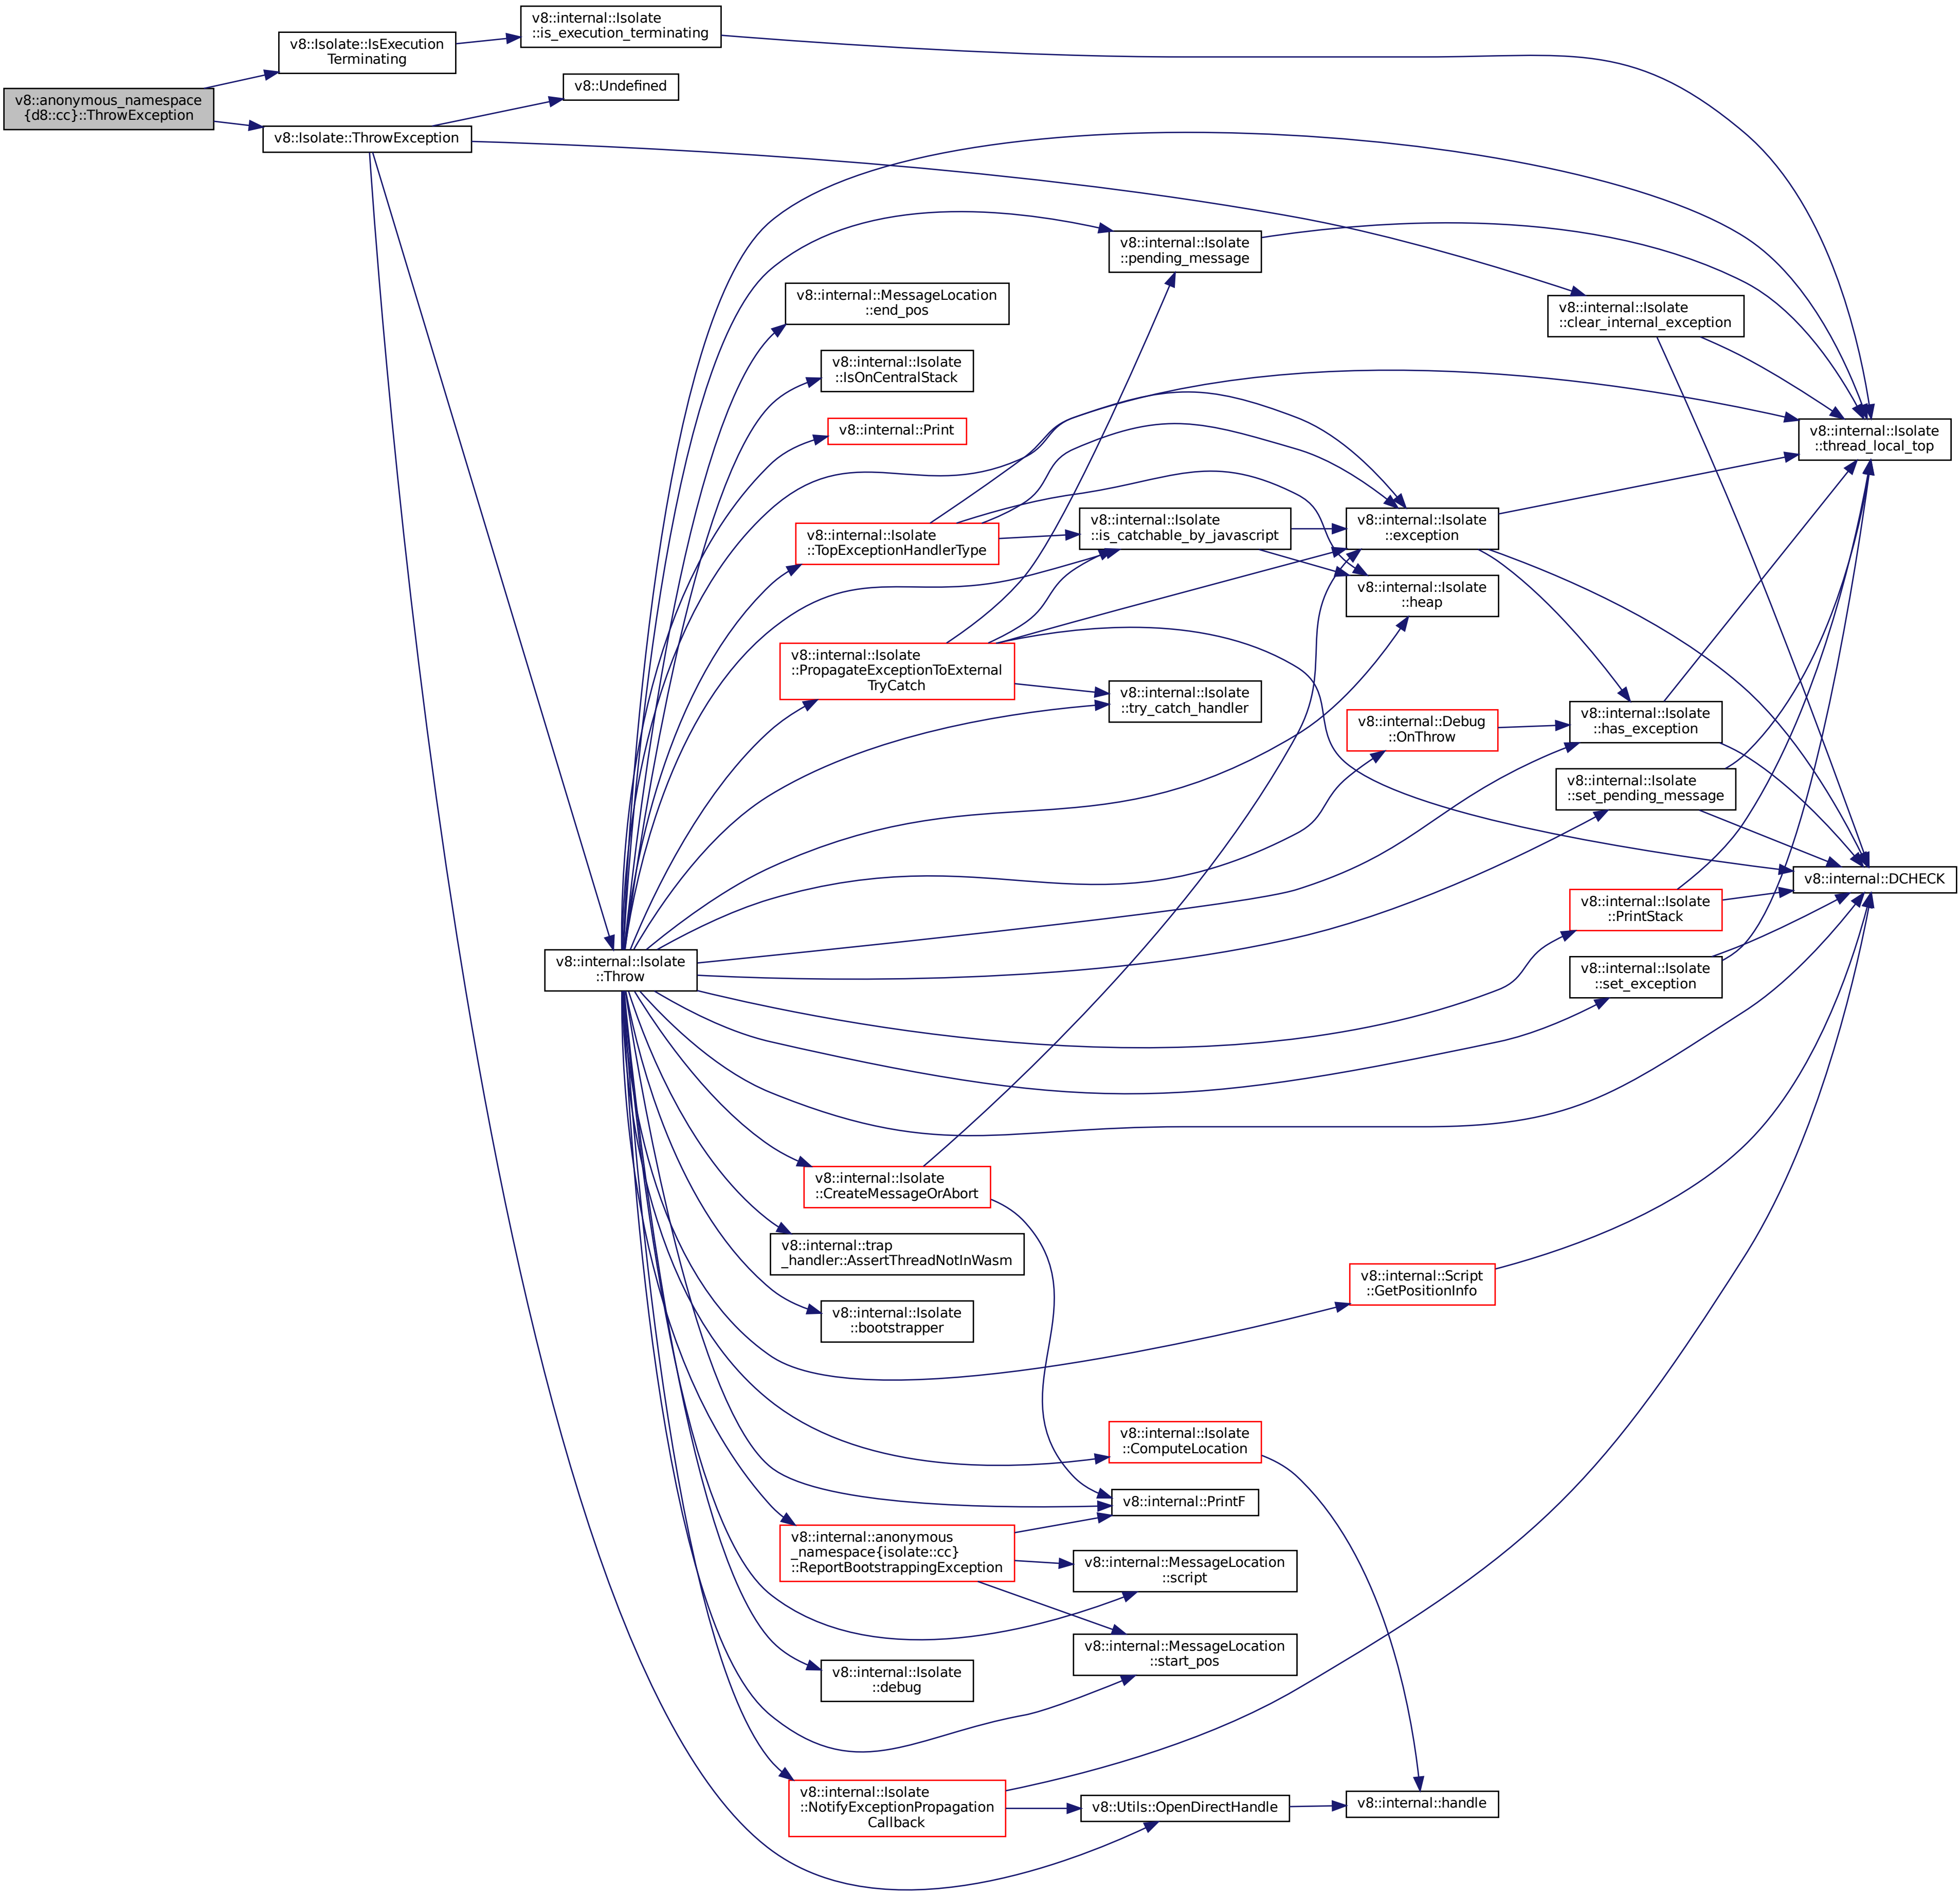 v8::internal::Isolate
::is_execution_terminating
v8::Isolate::IsExecution
Terminating
v8::Undefined
v8::anonymous_namespace
{d8::cc}::ThrowException
v8::Isolate::ThrowException
v8::internal::Isolate
::pending_message
v8::internal::MessageLocation
::end_pos
v8::internal::Isolate
::clear_internal_exception
v8::internal::Isolate
::IsOnCentralStack
v8::internal::Print
v8::internal::Isolate
::thread_local_top
v8::internal::Isolate
::TopExceptionHandlerType
v8::internal::Isolate
::is_catchable_by_javascript
v8::internal::Isolate
::exception
v8::internal::Isolate
::heap
v8::internal::Isolate
::PropagateExceptionToExternal
TryCatch
v8::internal::Isolate
::try_catch_handler
v8::internal::Debug
::OnThrow
v8::internal::Isolate
::has_exception
v8::internal::Isolate
::set_pending_message
v8::internal::DCHECK
v8::internal::Isolate
::PrintStack
v8::internal::Isolate
::Throw
v8::internal::Isolate
::set_exception
v8::internal::Isolate
::CreateMessageOrAbort
v8::internal::trap
_handler::AssertThreadNotInWasm
v8::internal::Script
::GetPositionInfo
v8::internal::Isolate
::bootstrapper
v8::internal::Isolate
::ComputeLocation
v8::internal::PrintF
v8::internal::anonymous
_namespace{isolate::cc}
::ReportBootstrappingException
v8::internal::MessageLocation
::script
v8::internal::MessageLocation
::start_pos
v8::internal::Isolate
::debug
v8::internal::Isolate
::NotifyExceptionPropagation
Callback
v8::Utils::OpenDirectHandle
v8::internal::handle